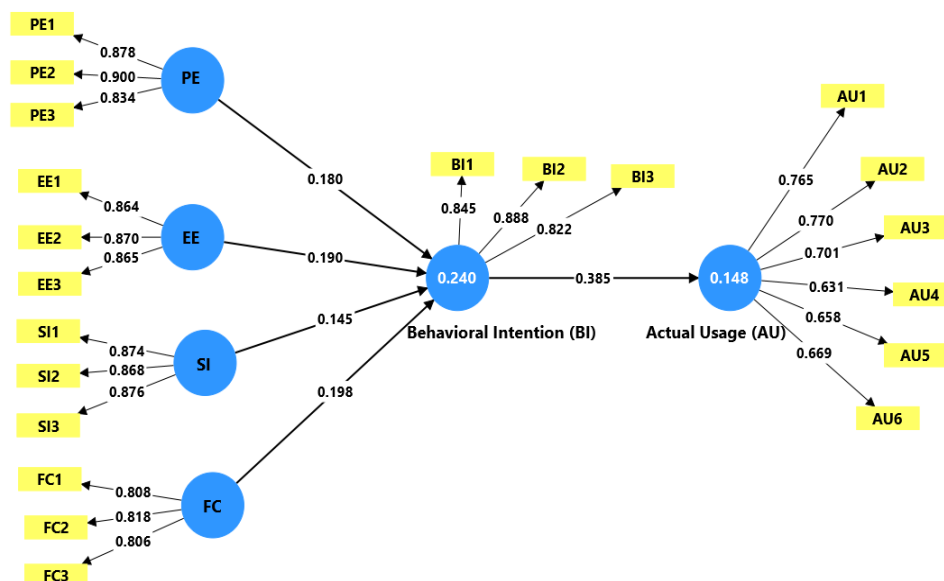 PE1
0.878
PE2
0.900
PE3
0.834
PE
0.180
EE1
0.864
EE2
0.870
EE3
0.865
EE
0.190
SI1
0.874
SI2
0.868
SI3
0.876
SI
0.145
FC1
0.808
FC2
0.818
FC3
0.806
FC
0.198
BI1
0.845
BI2
0.888
BI3
0.822
0.240
Behavioral Intention (BI)
0.385
0.148
Actual Usage (AU)
AU1
0.765
AU2
0.770
AU3
0.701
AU4
0.631
AU5
0.658
AU6
0.669